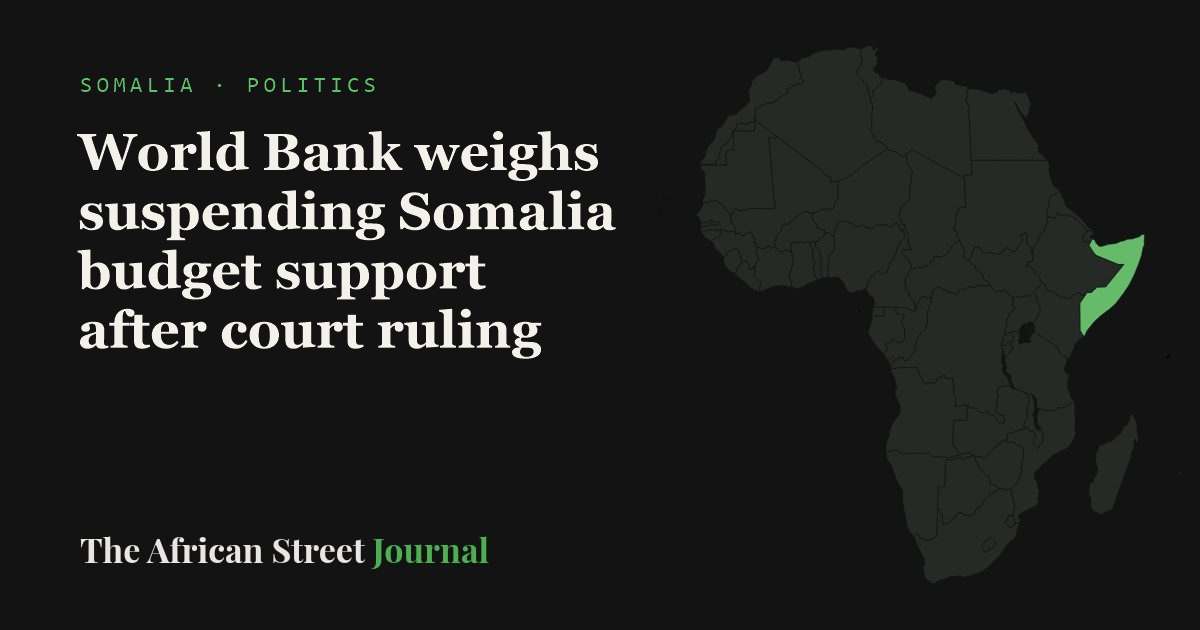 SOMALIA · POLITICS
World Bank weighs
suspending Somalia
budget support
after court ruling
The African Street Journal